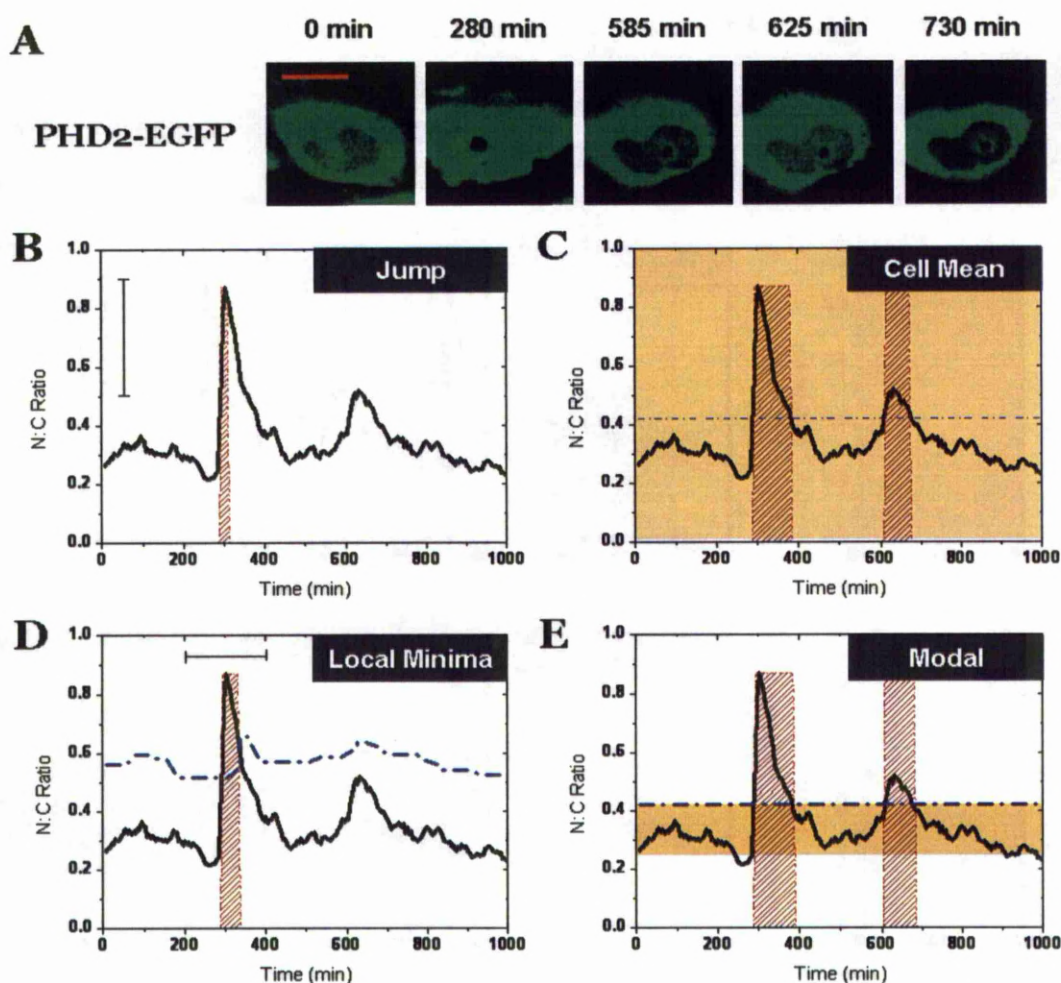 A
0 min 280 min 585 min 625 min 730 min
PHD2-EGFP
B
Jump
1.0
0.8
0.6
0.4
0.2
0.0
N:C Ratio
0 200 400 600 800 1000
Time (min)
C
Cell Mean
1.0
0.8
0.6
0.4
0.2
0.0
N:C Ratio
0 200 400 600 800 1000
Time (min)
D
Local Minima
1.0
0.8
0.6
0.4
0.2
0.0
N:C Ratio
0 200 400 600 800 1000
Time (min)
E
Modal
1.0
0.8
0.6
0.4
0.2
0.0
N:C Ratio
0 200 400 600 800 1000
Time (min)